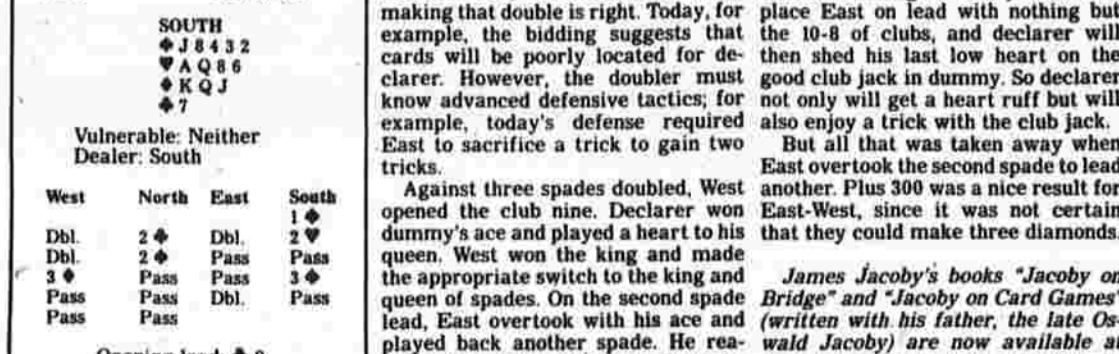 SOUTH
♠ J 8 4 3 2
♥ A Q 8 6
♦ K Q J
♣ 7
Vulnerable: Neither
Dealer: South
West North East South
1 ♠
Dbl. 2 ♣ Dbl. 2 ♥
Dbl. 2 ♠ Pass Pass
3 ♦ Pass Pass 3 ♠
Pass Pass Dbl. Pass
Pass Pass
making that double is right. Today, for
example, the bidding suggests that
cards will be poorly located for de-
clarer. However, the doubler must
know advanced defensive tactics; for
example, today's defense required
East to sacrifice a trick to gain two
tricks.
Against three spades doubled, West
opened the club nine. Declarer won
dummy's ace and played a heart to his
queen. West won the king and made
the appropriate switch to the king and
queen of spades. On the second spade
lead, East overtook with his ace and
played back another spade. He rea-
place East on lead with nothing but
the 10-8 of clubs, and declarer will
then shed his last low heart on the
good club jack in dummy. So declarer
not only will get a heart ruff but will
also enjoy a trick with the club jack.
But all that was taken away when
East overtook the second spade to lead
another. Plus 300 was a nice result for
East-West, since it was not certain
that they could make three diamonds.
James Jacoby's books "Jacoby on
Bridge" and "Jacoby on Card Games"
(written with his father, the late Os-
wald Jacoby) are now available at